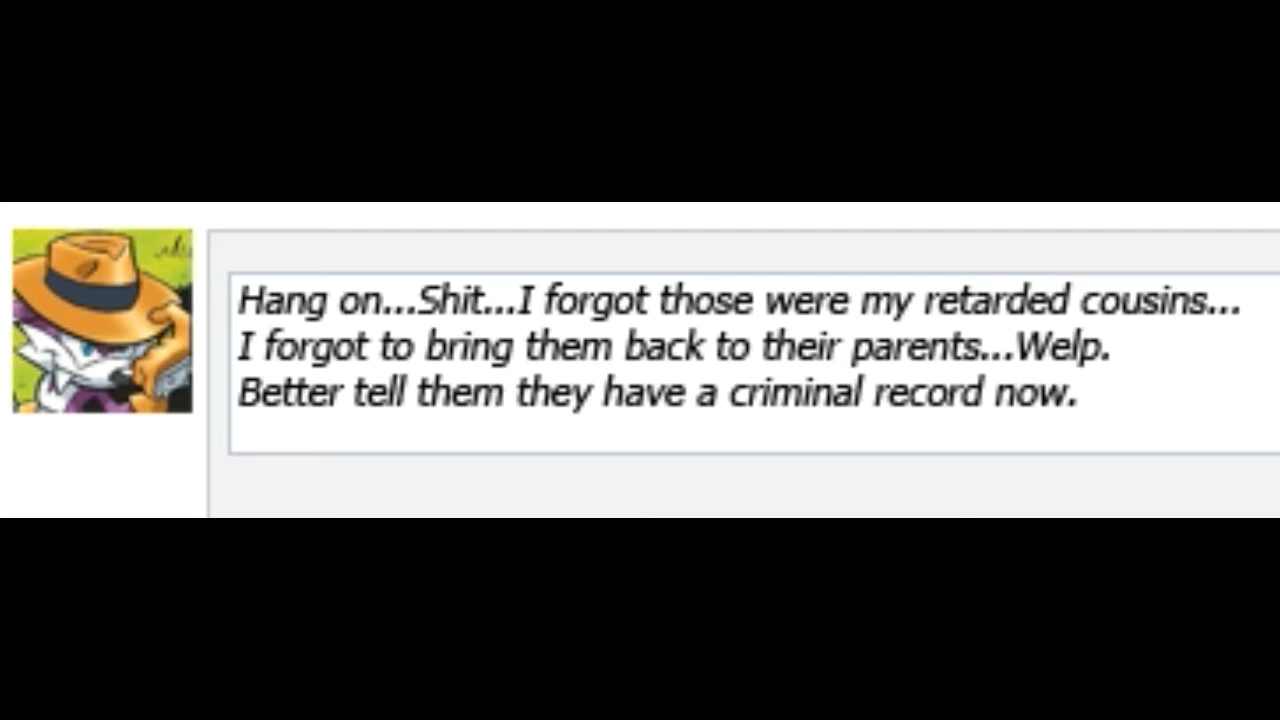 Hang on...Shit...I forgot those were my retarded cousins...
I forgot to bring them back to their parents...Welp.
Better tell them they have a criminal record now.